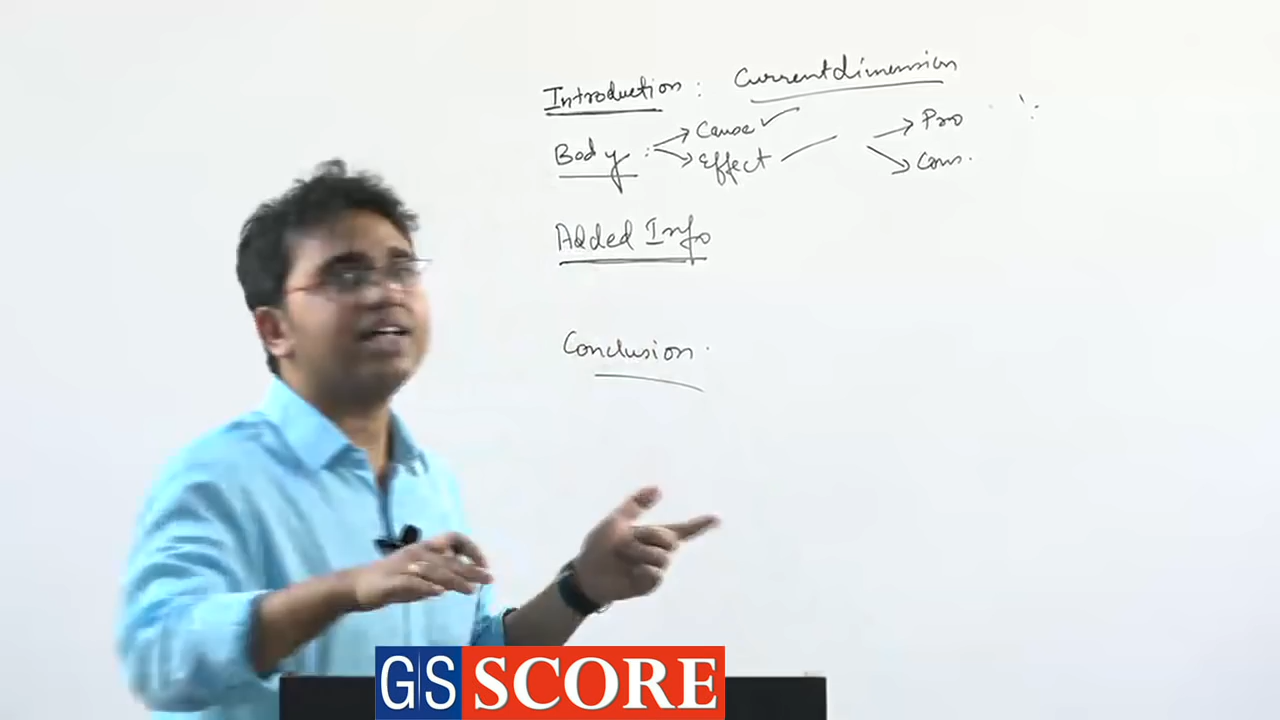 Introduction : Current dimension
Body : → Cause ✓ → Pro
→ Effect → Cons.
Added Info
Conclusion.
GS SCORE